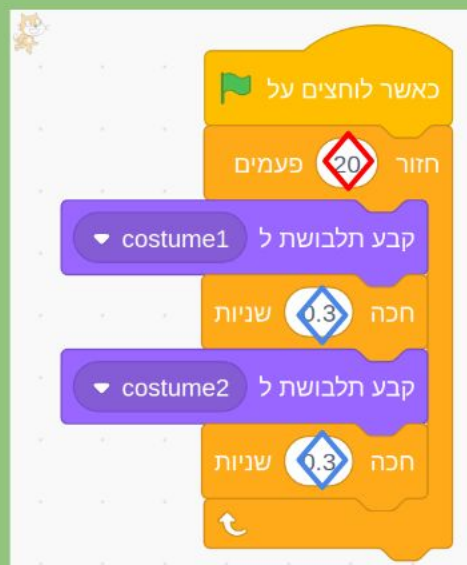 כאשר לוחצים על
חזור 20 פעמים
קבע תלבושת ל costume1
חכה 0.3 שניות
קבע תלבושת ל costume2
חכה 0.3 שניות